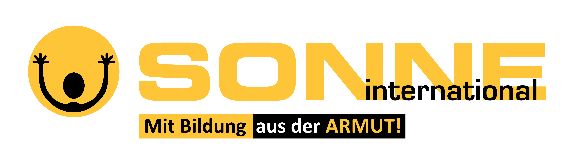 SONNE
international
Mit Bildung aus der ARMUT!